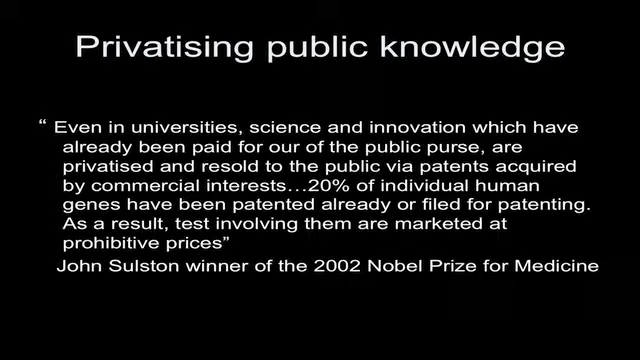 Privatising public knowledge
“ Even in universities, science and innovation which have
already been paid for our of the public purse, are
privatised and resold to the public via patents acquired
by commercial interests…20% of individual human
genes have been patented already or filed for patenting.
As a result, test involving them are marketed at
prohibitive prices”
John Sulston winner of the 2002 Nobel Prize for Medicine